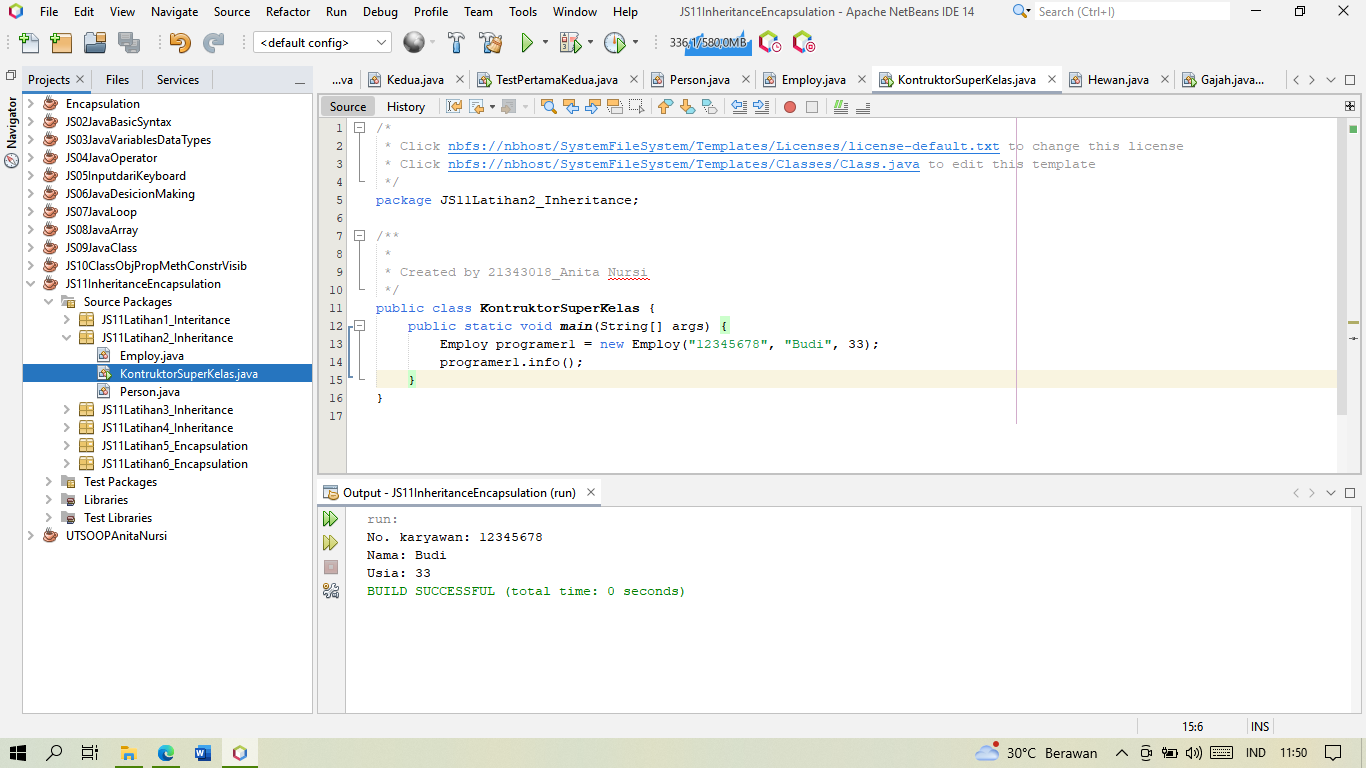 File Edit View Navigate Source Refactor Run Debug Profile Team Tools Window Help JS11InheritanceEncapsulation - Apache NetBeans IDE 14 Search (Ctrl+I)
<default config> 336,1/580,0MB
Projects Files Services
...va Kedua.java TestPertamaKedua.java Person.java Employ.java KontruktorSuperKelas.java Hewan.java Gajah.java...
Navigator
Encapsulation
JS02JavaBasicSyntax
JS03JavaVariablesDataTypes
JS04JavaOperator
JS05InputdariKeyboard
JS06JavaDesicionMaking
JS07JavaLoop
JS08JavaArray
JS09JavaClass
JS10ClassObjPropMethConstrVisib
JS11InheritanceEncapsulation
Source Packages
JS11Latihan1_Interitance
JS11Latihan2_Inheritance
Employ.java
KontruktorSuperKelas.java
Person.java
JS11Latihan3_Inheritance
JS11Latihan4_Inheritance
JS11Latihan5_Encapsulation
JS11Latihan6_Encapsulation
Test Packages
Libraries
Test Libraries
UTSOOPAnitaNursi
Source History
1 /*
2 * Click nbfs://nbhost/SystemFileSystem/Templates/Licenses/license-default.txt to change this license
3 * Click nbfs://nbhost/SystemFileSystem/Templates/Classes/Class.java to edit this template
4 */
5 package JS11Latihan2_Inheritance;
6
7 /**
8 *
9 * Created by 21343018_Anita Nursi
10 */
11 public class KontruktorSuperKelas {
12 public static void main(String[] args) {
13 Employ programer1 = new Employ("12345678", "Budi", 33);
14 programer1.info();
15 }
16 }
17
Output - JS11InheritanceEncapsulation (run)
run:
No. karyawan: 12345678
Nama: Budi
Usia: 33
BUILD SUCCESSFUL (total time: 0 seconds)
15:6 INS
30°C Berawan IND 11:50